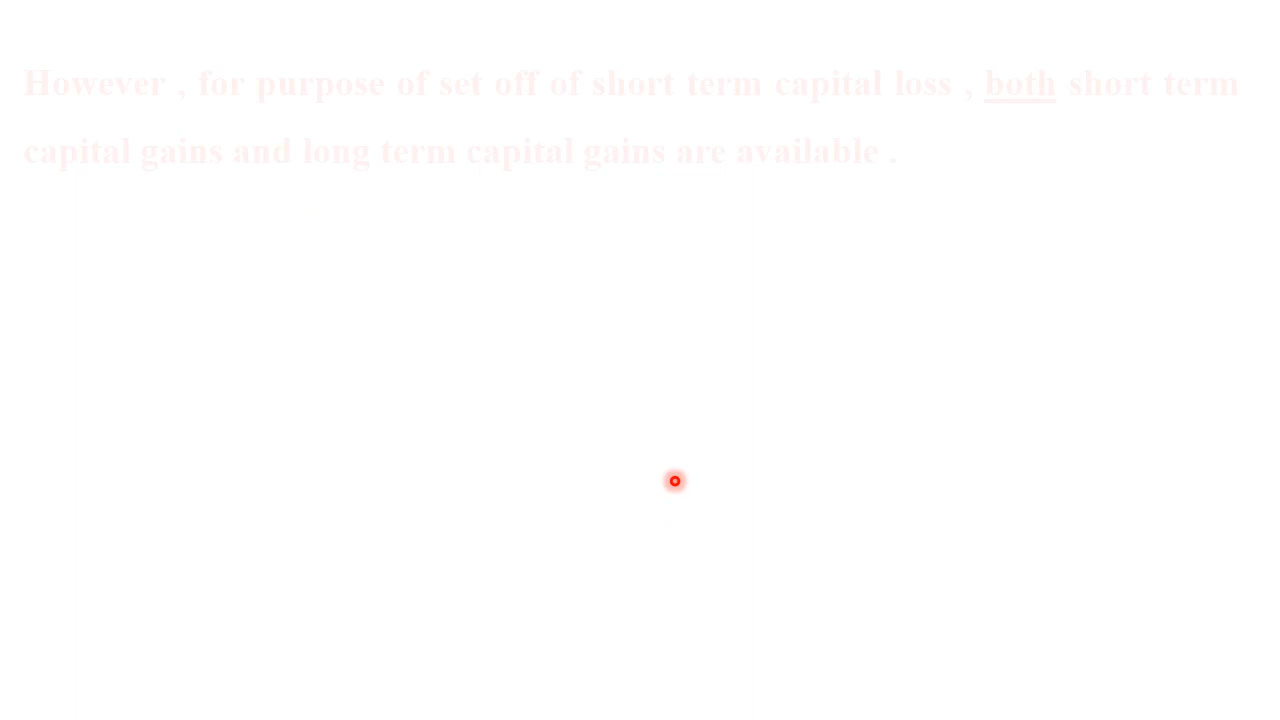 However , for purpose of set off of short term capital loss , both short term
capital gains and long term capital gains are available .